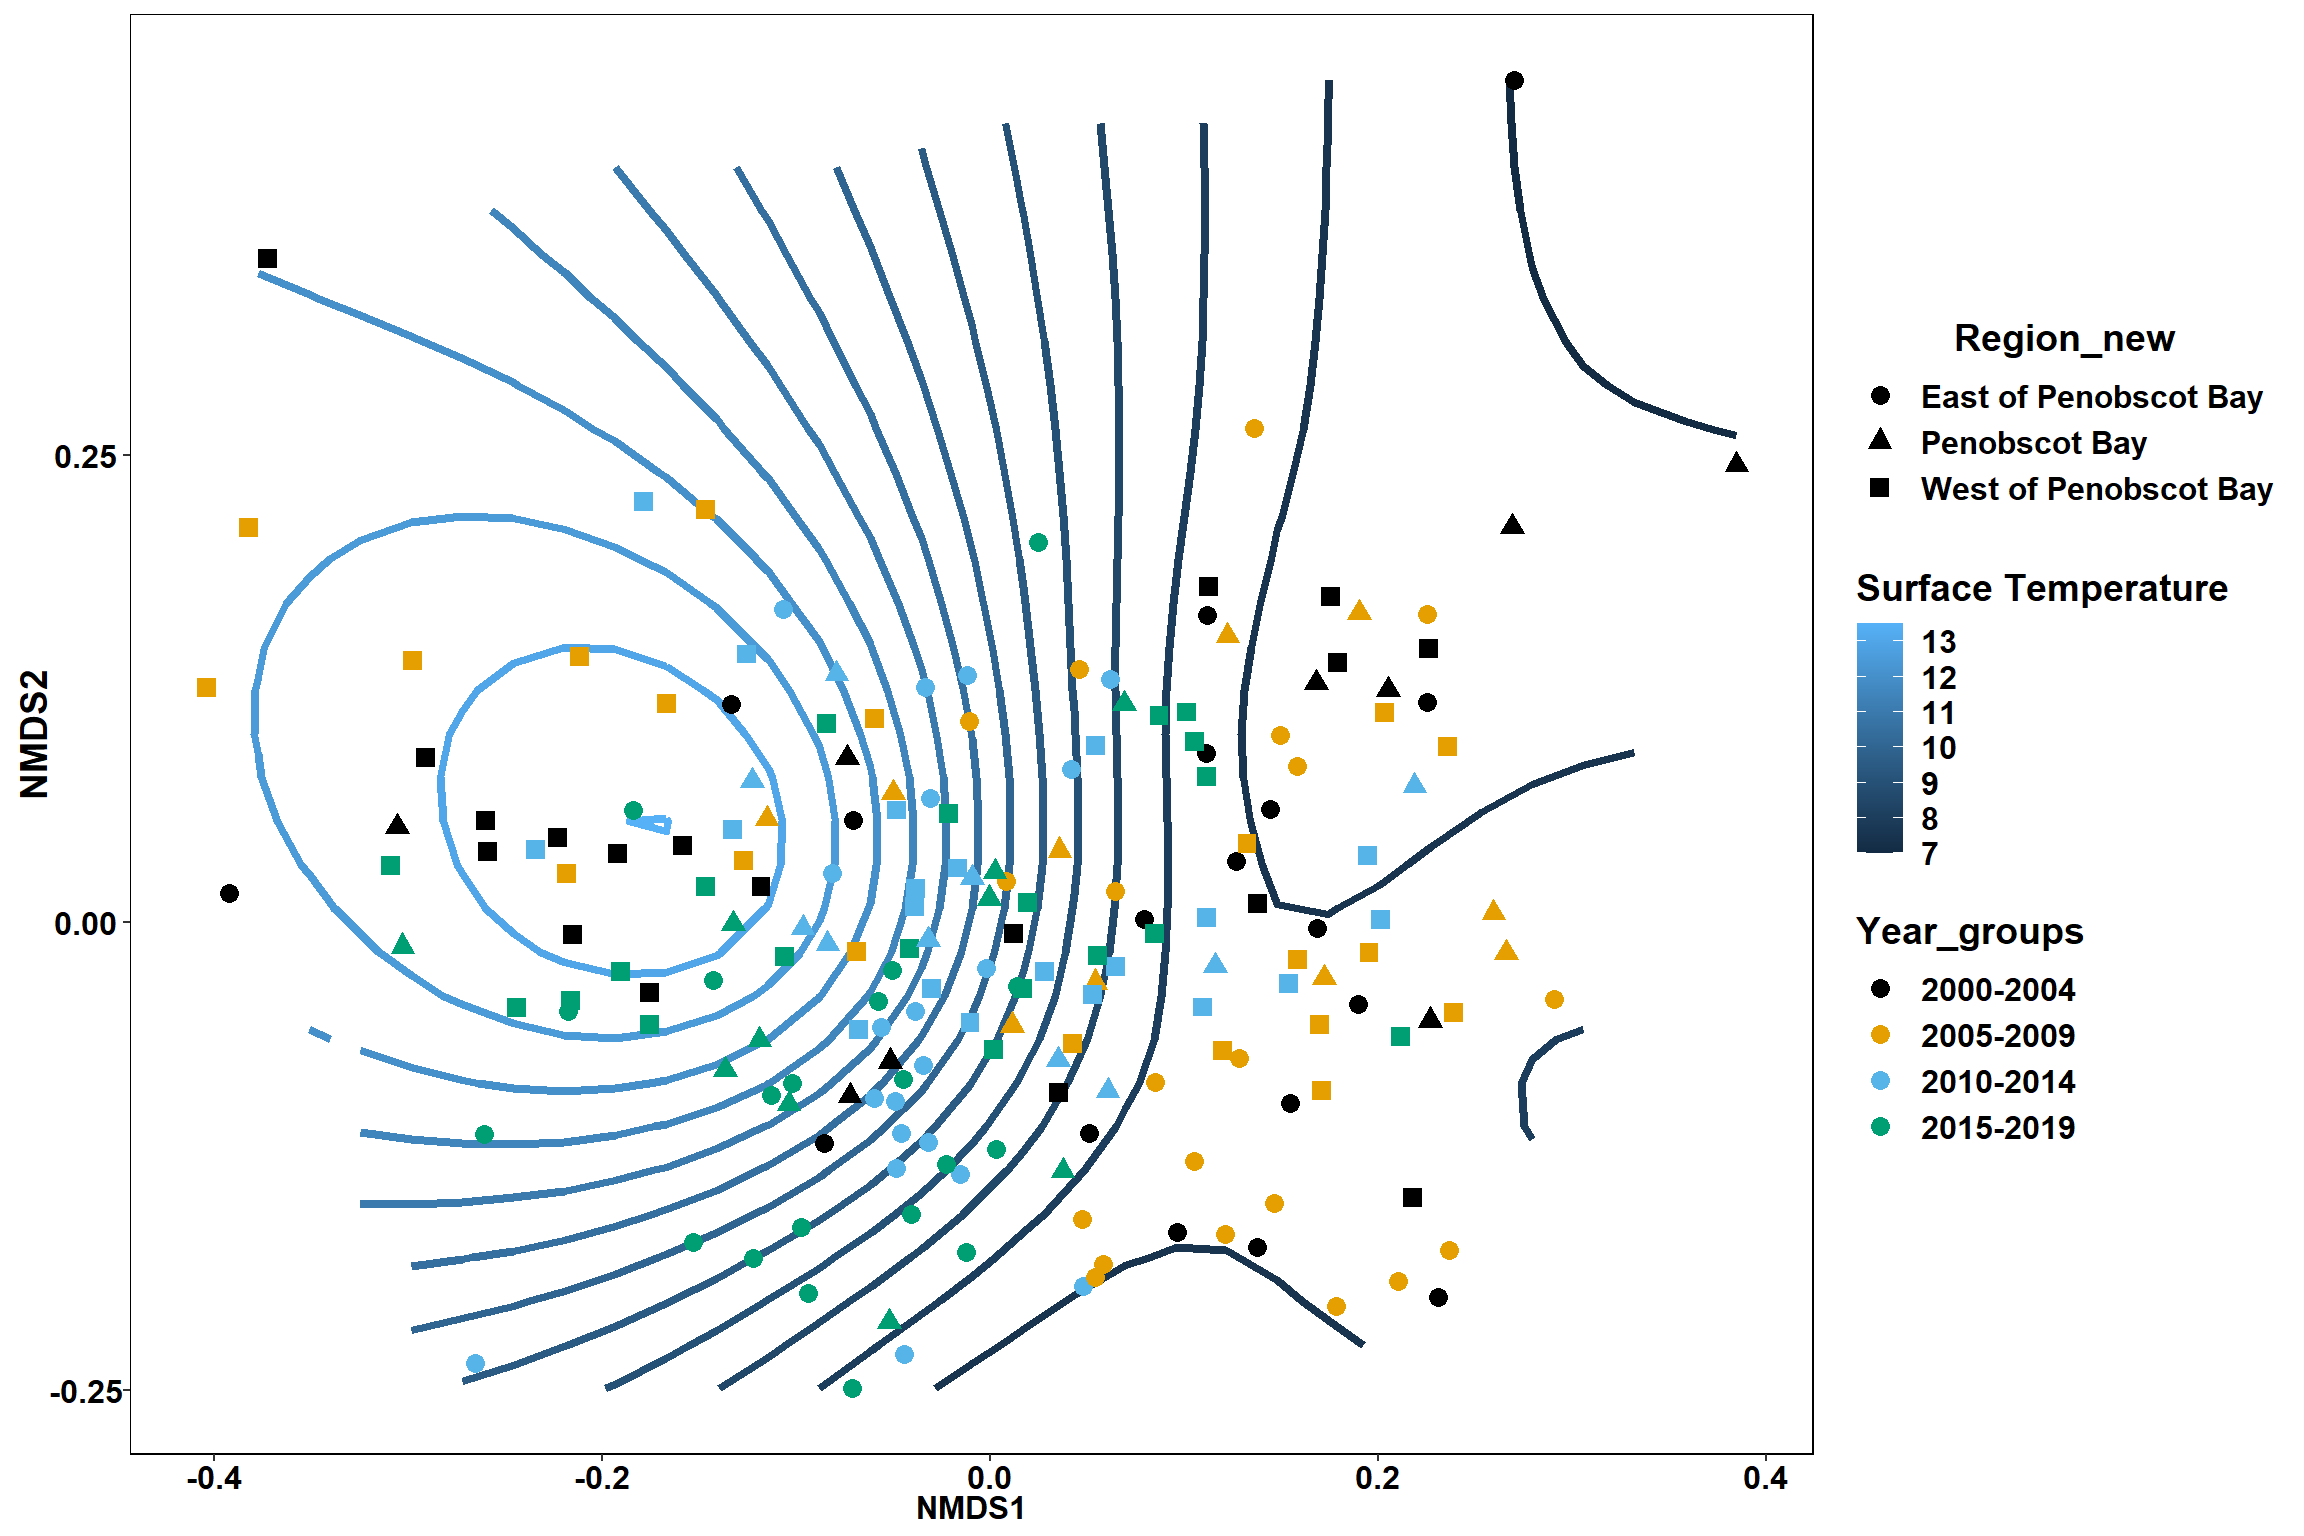 NMDS2
0.25
0.00
-0.25
-0.4
-0.2
0.0
0.2
0.4
NMDS1
Region_new
East of Penobscot Bay
Penobscot Bay
West of Penobscot Bay
Surface Temperature
13
12
11
10
9
8
7
Year_groups
2000-2004
2005-2009
2010-2014
2015-2019